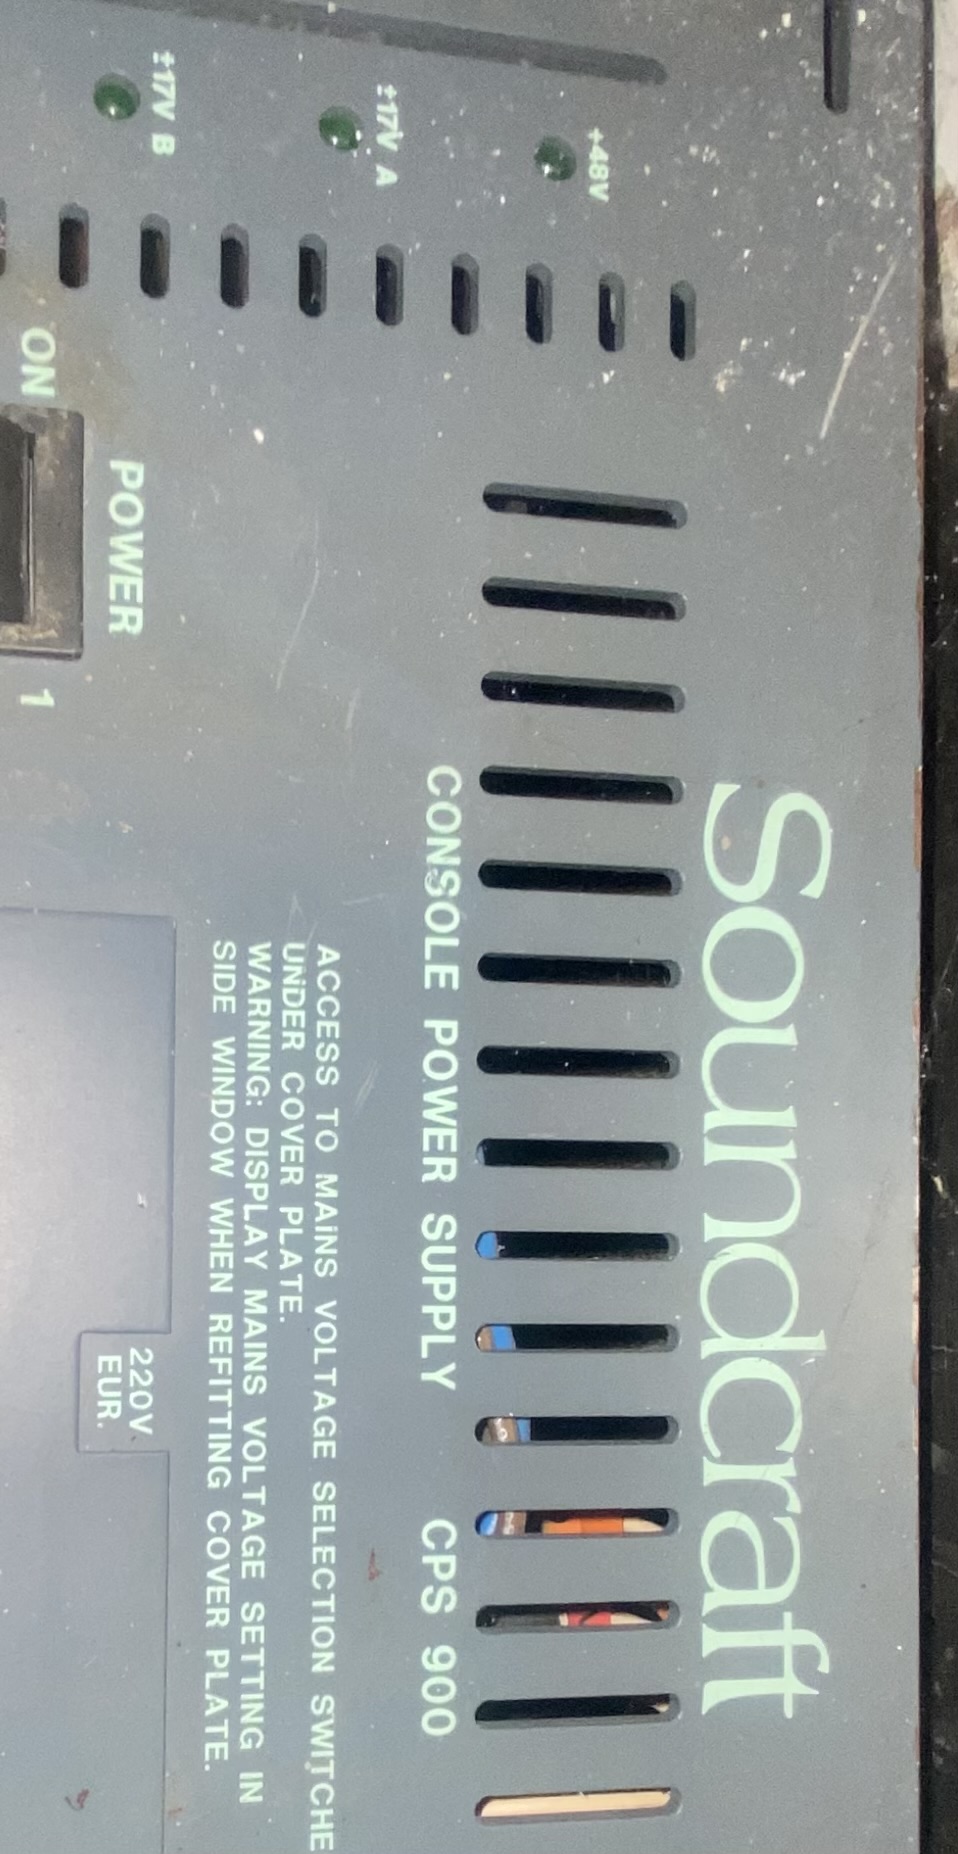 Soundcraft
CONSOLE POWER SUPPLY CPS 900
+48V
±17V A
±17V B
ACCESS TO MAINS VOLTAGE SELECTION SWITCHE
UNDER COVER PLATE.
WARNING: DISPLAY MAINS VOLTAGE SETTING IN
SIDE WINDOW WHEN REFITTING COVER PLATE.
POWER
ON
1
220V
EUR.